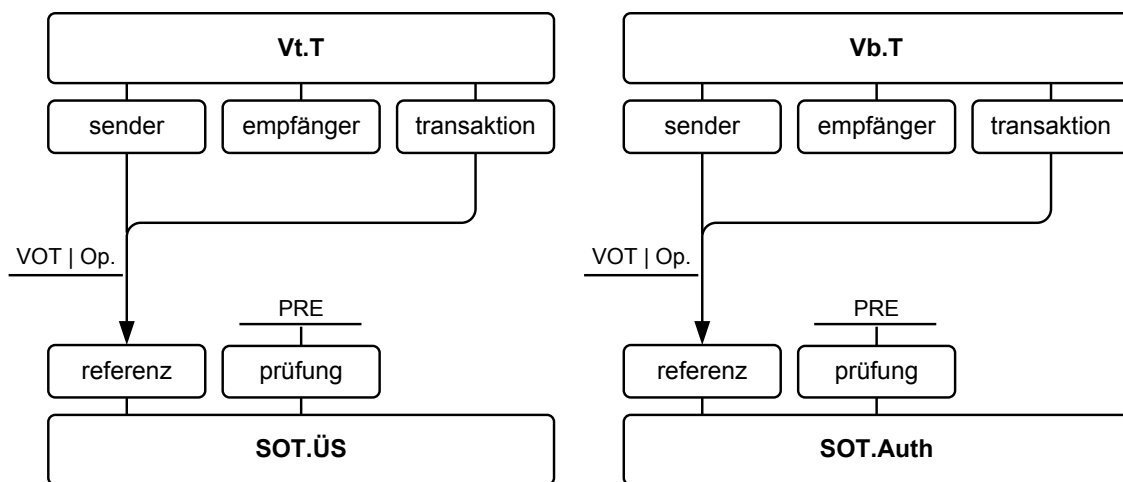 Vt.T
sender
empfänger
transaktion
VOT | Op.
PRE
referenz
prüfung
SOT.ÜS
Vb.T
sender
empfänger
transaktion
VOT | Op.
PRE
referenz
prüfung
SOT.Auth